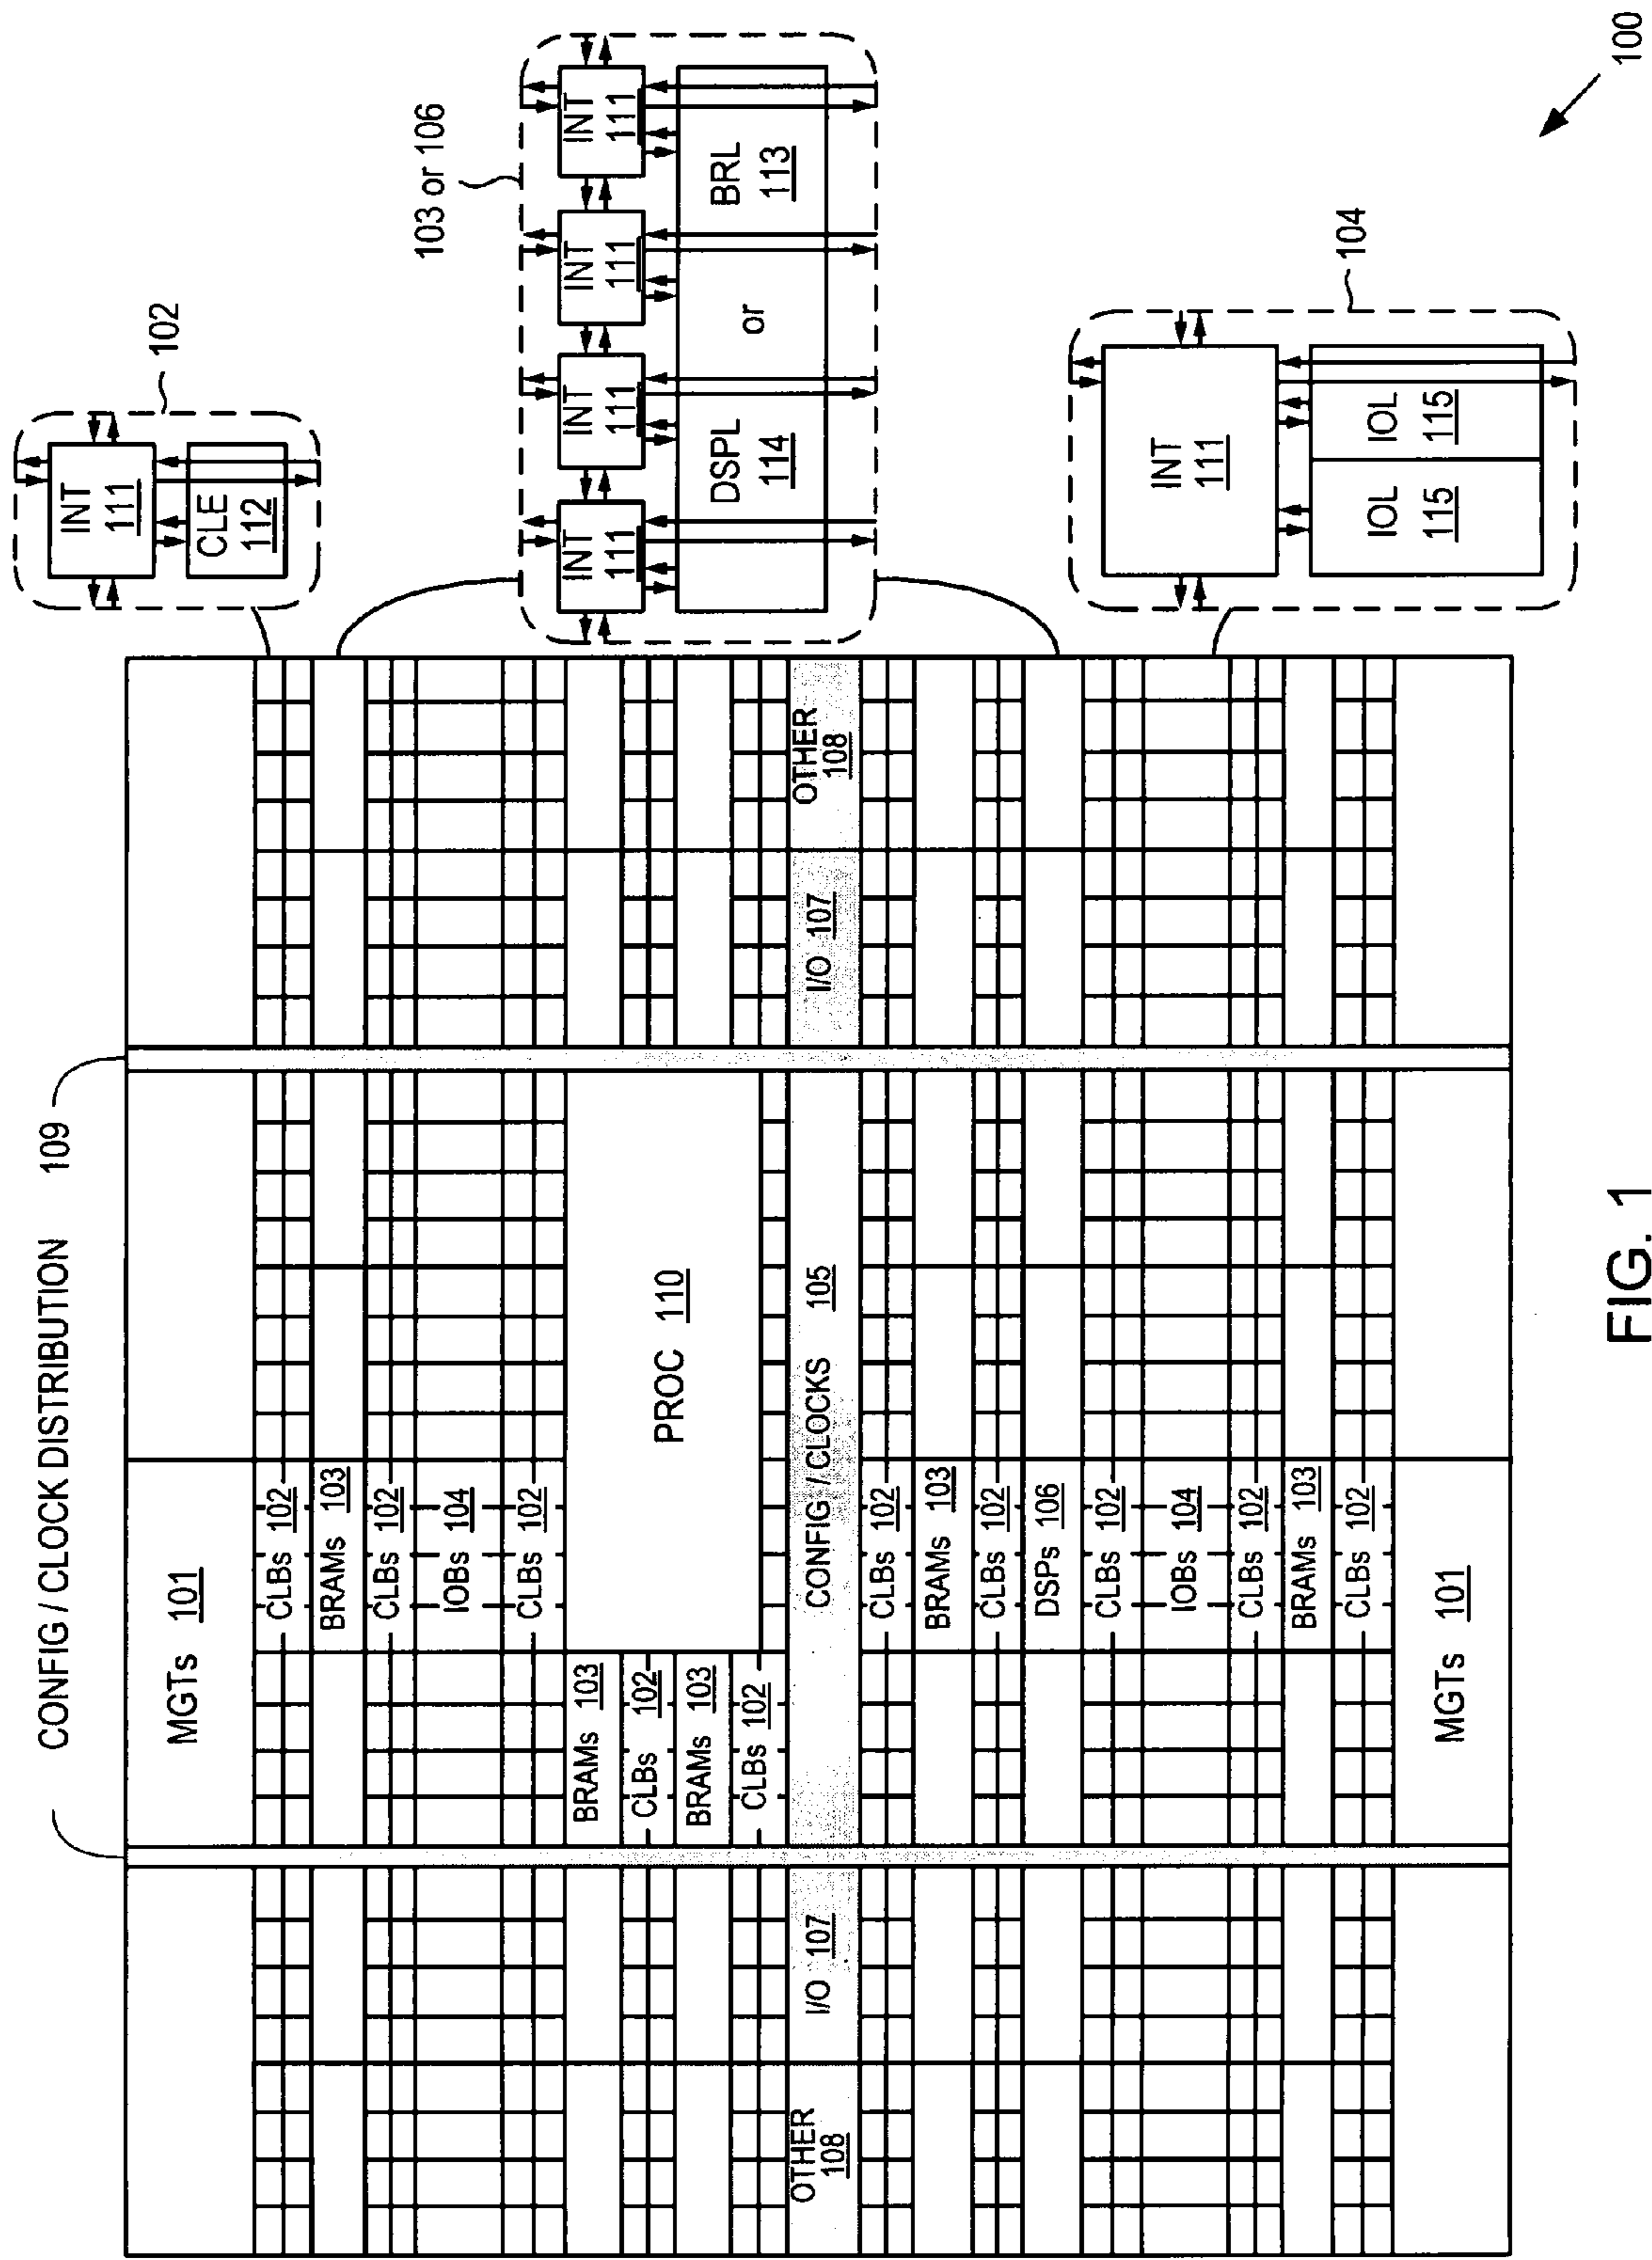 CONFIG / CLOCK DISTRIBUTION 109
MGTs 101
CLBs 102
BRAMs 103
CLBs 102
IOBs 104
CLBs 102
BRAMs 103
CLBs 102
BRAMs 103
CLBs 102
PROC 110
OTHER
108
I/O 107
CONFIG / CLOCKS 105
I/O 107
OTHER
108
CLBs 102
BRAMs 103
CLBs 102
DSPs 106
CLBs 102
IOBs 104
CLBs 102
BRAMs 103
CLBs 102
MGTs 101
102
INT
111
CLE
112
103 or 106
INT
111
INT
111
INT
111
INT
111
DSPL
114
or
BRL
113
104
INT
111
IOL
115
IOL
115
100
FIG. 1